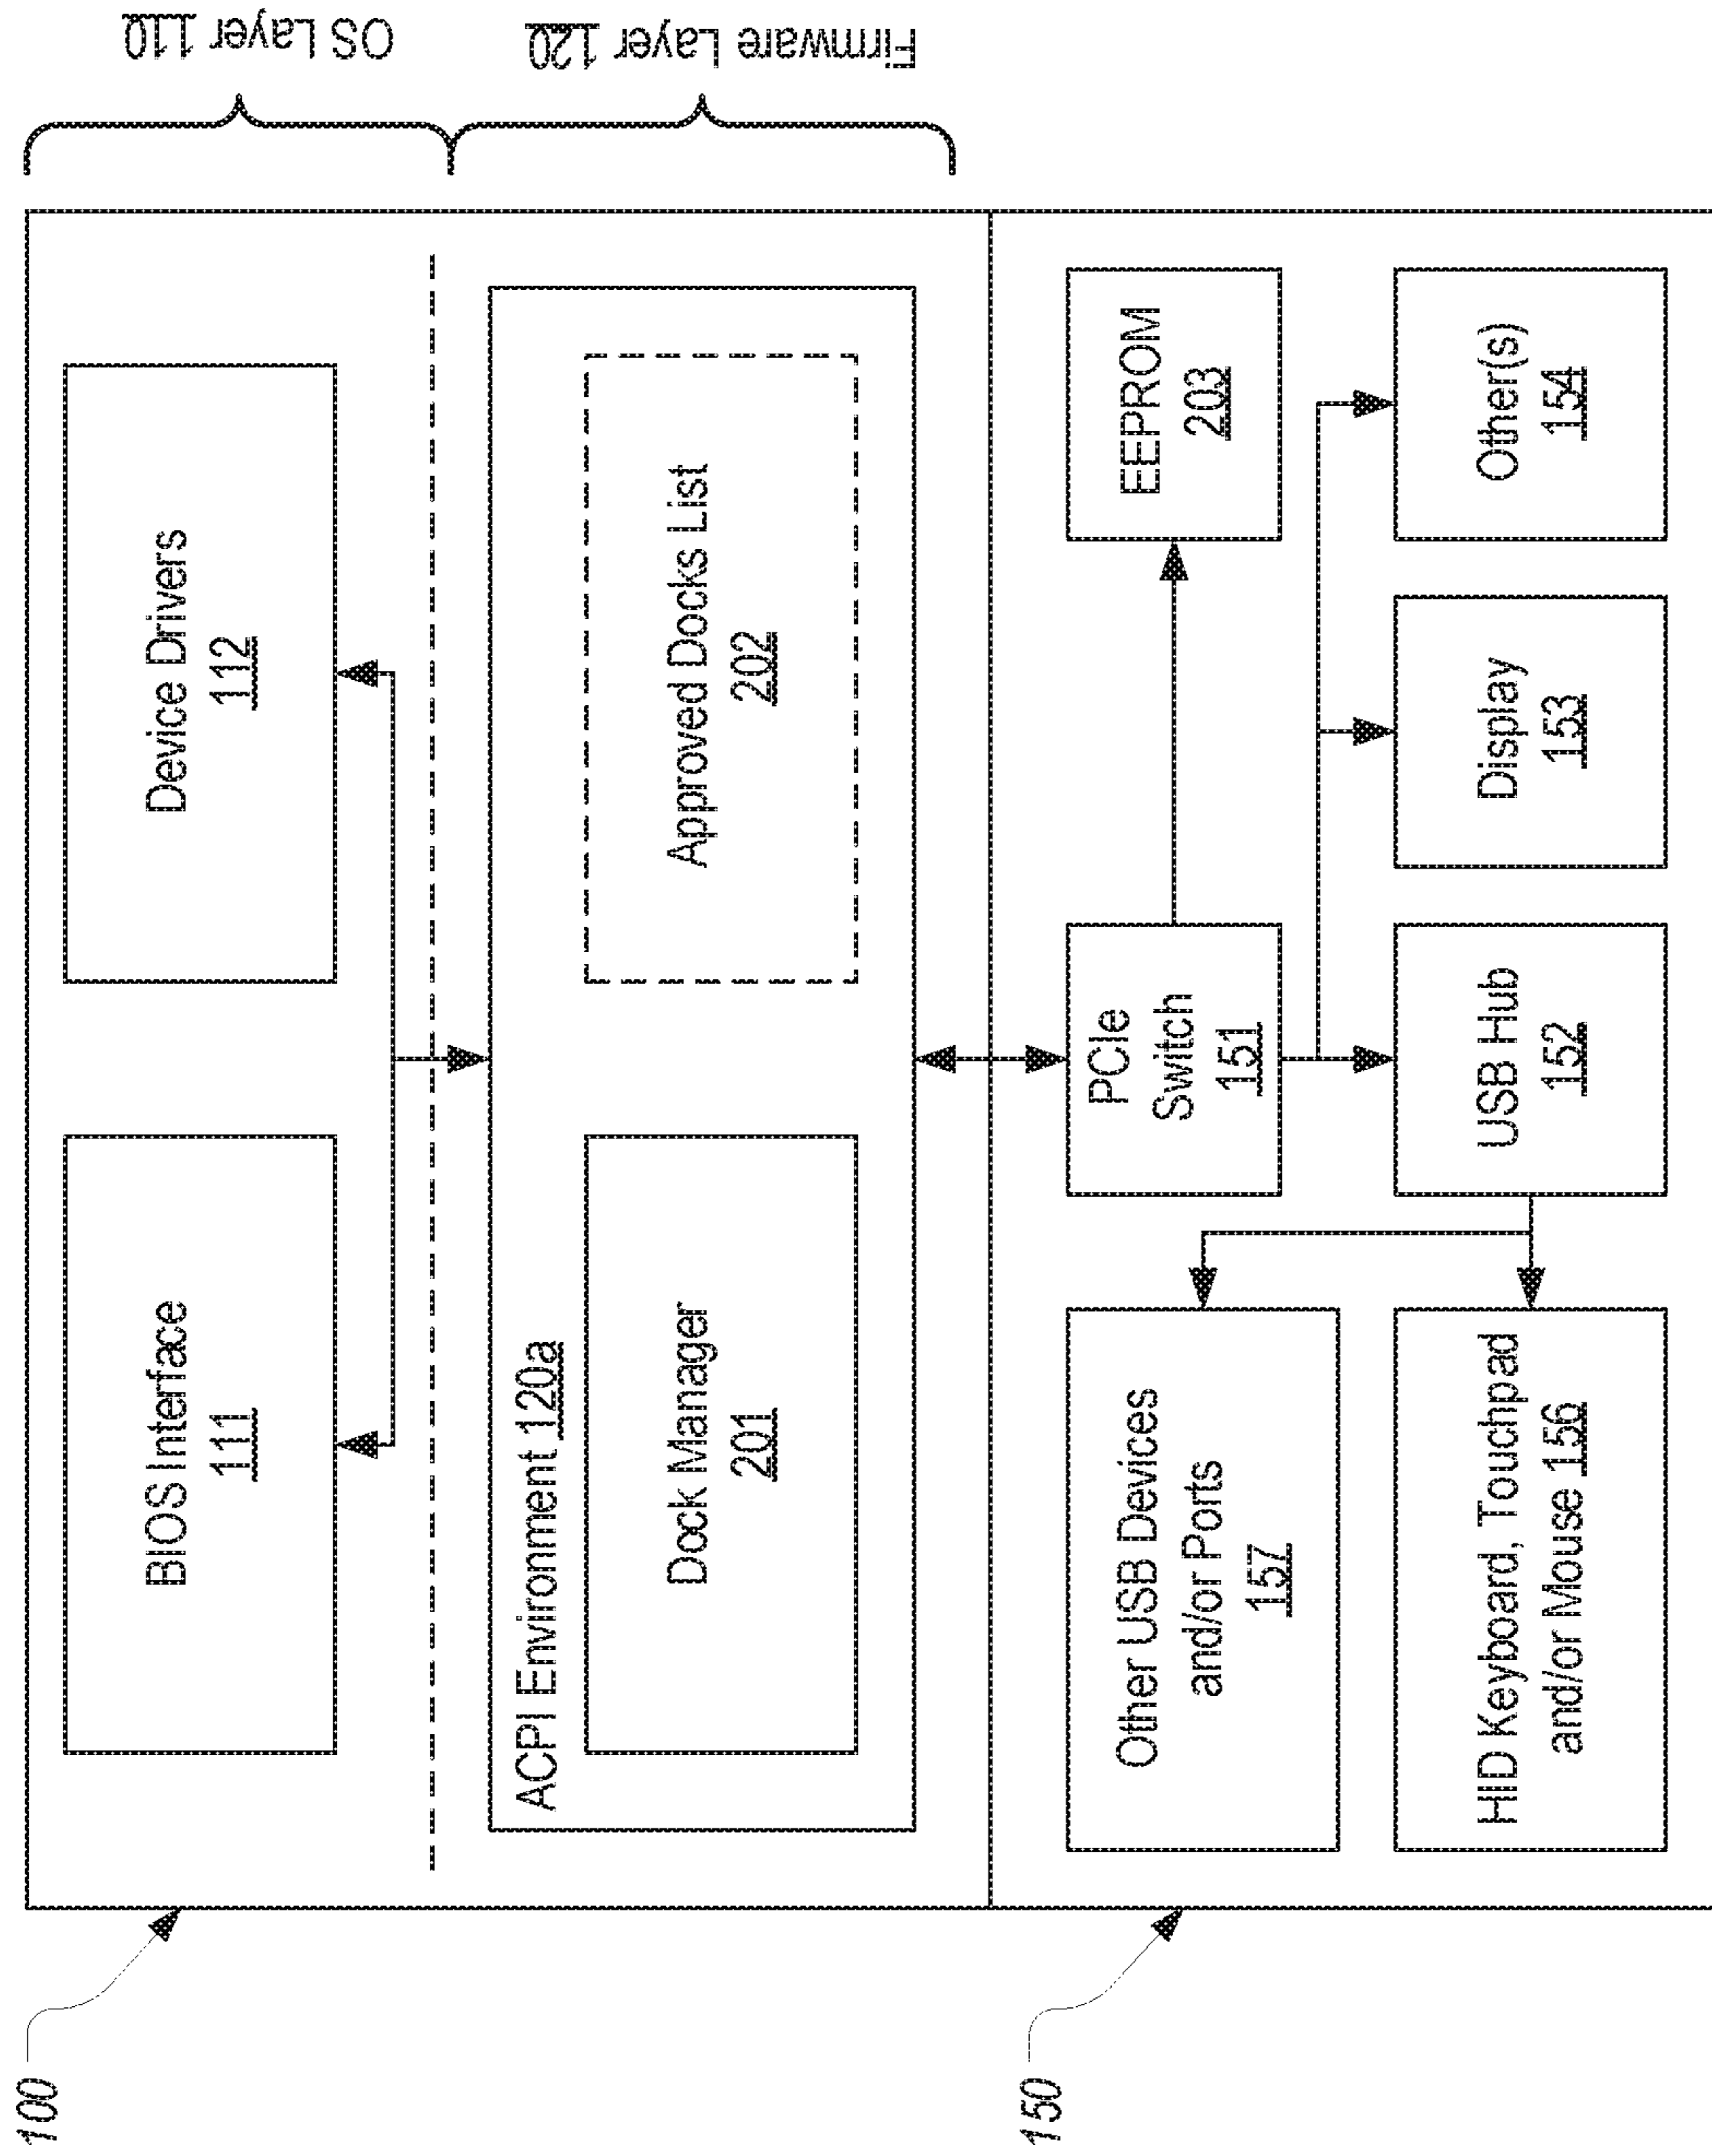 100
OS Layer 110
BIOS Interface
111
Device Drivers
112
Firmware Layer 120
ACPI Environment 120a
Dock Manager
201
Approved Docks List
202
150
Other USB Devices
and/or Ports
157
PCIe
Switch
151
EEPROM
203
HID Keyboard, Touchpad
and/or Mouse 156
USB Hub
152
Display
153
Other(s)
154